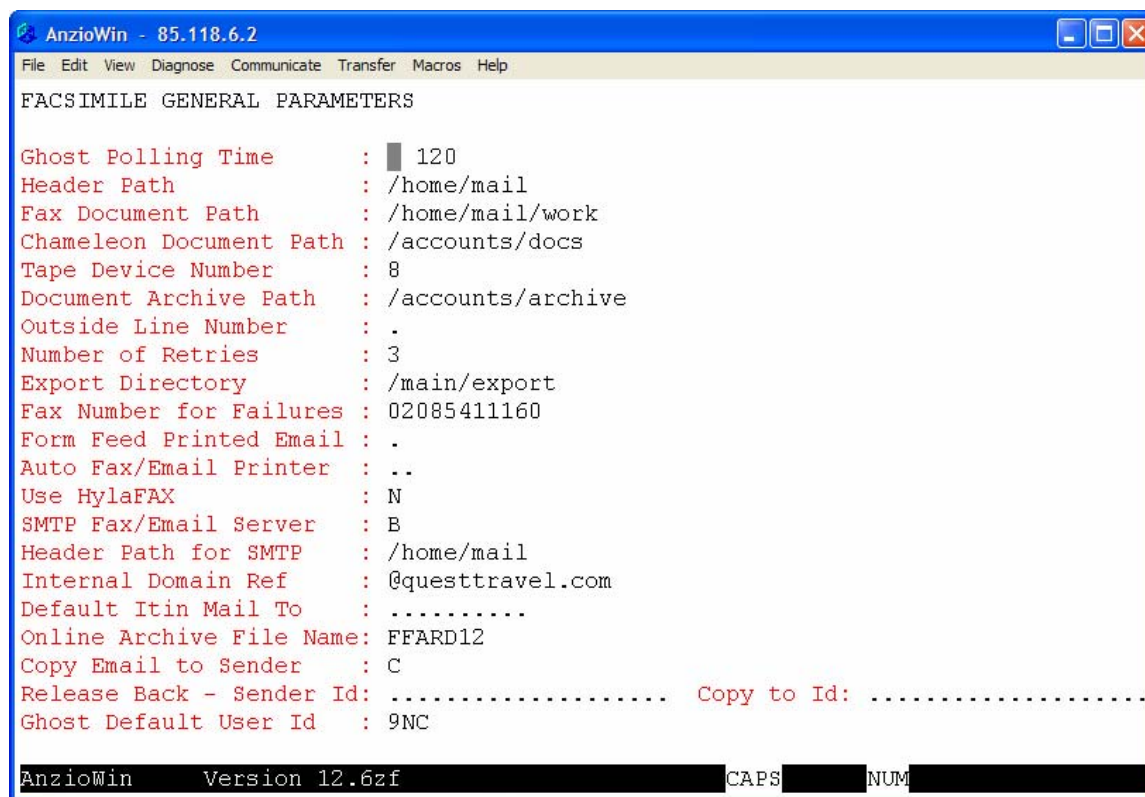 AnzioWin - 85.118.6.2
File Edit View Diagnose Communicate Transfer Macros Help
FACSIMILE GENERAL PARAMETERS
Ghost Polling Time : 120
Header Path : /home/mail
Fax Document Path : /home/mail/work
Chameleon Document Path : /accounts/docs
Tape Device Number : 8
Document Archive Path : /accounts/archive
Outside Line Number : .
Number of Retries : 3
Export Directory : /main/export
Fax Number for Failures : 02085411160
Form Feed Printed Email : .
Auto Fax/Email Printer : ..
Use HylaFAX : N
SMTP Fax/Email Server : B
Header Path for SMTP : /home/mail
Internal Domain Ref : @questtravel.com
Default Itin Mail To : ..........
Online Archive File Name: FFARD12
Copy Email to Sender : C
Release Back - Sender Id: .................... Copy to Id: ....................
Ghost Default User Id : 9NC
AnzioWin Version 12.6zf CAPS NUM